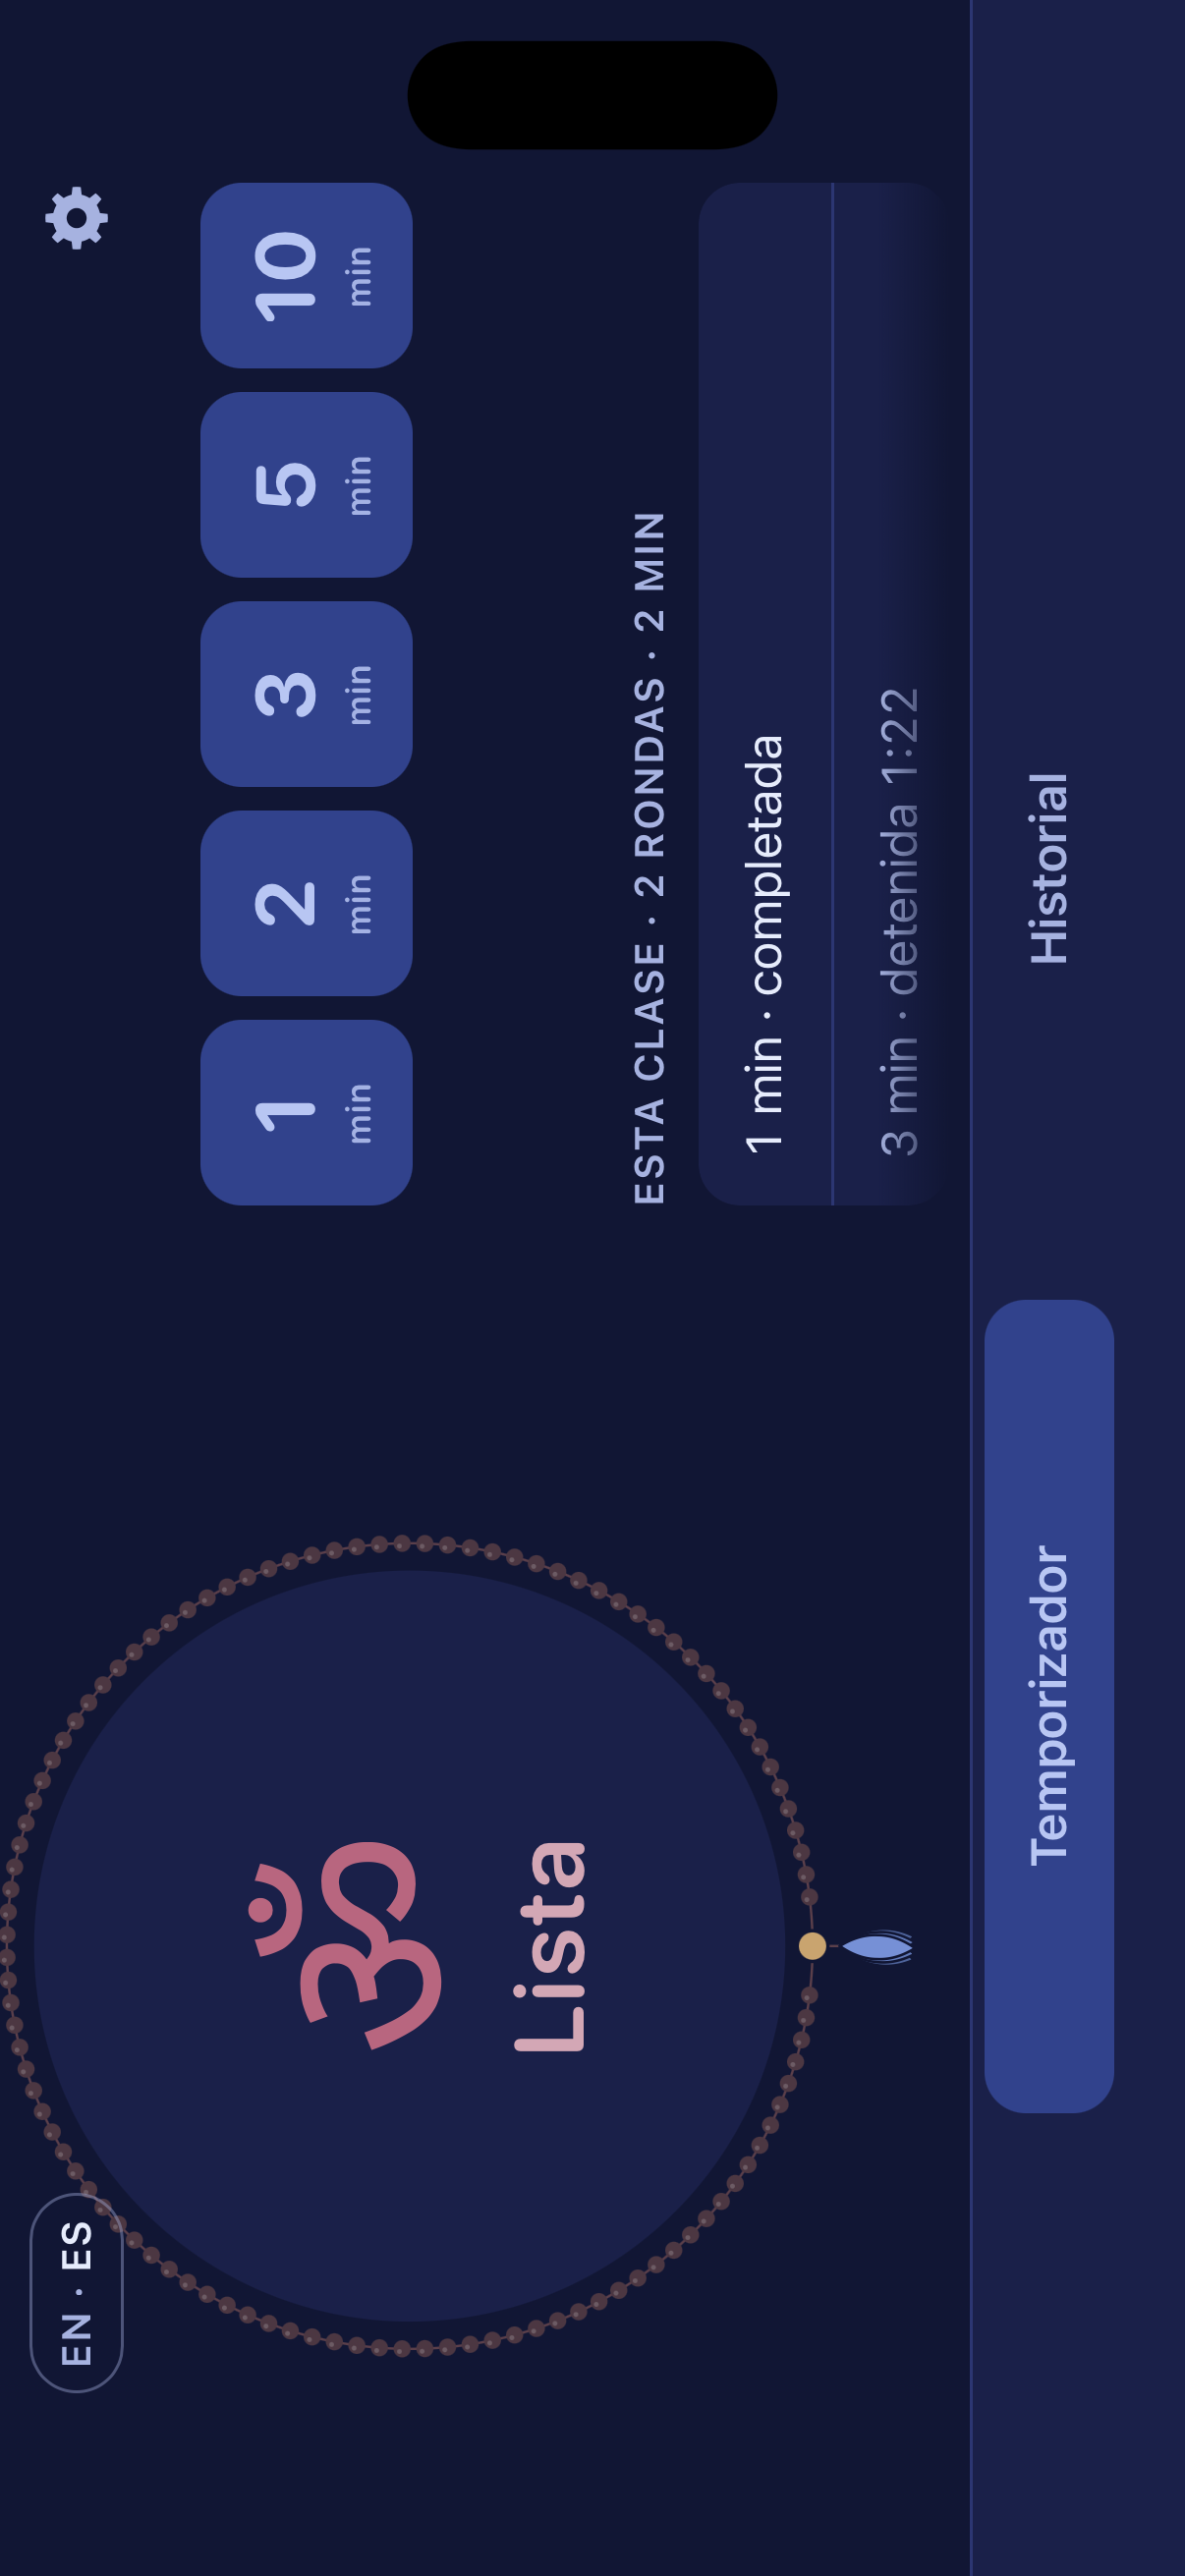 EN · ES
ॐ
Lista
1
min
2
min
3
min
5
min
10
min
ESTA CLASE · 2 RONDAS · 2 MIN
1 min · completada
3 min · detenida 1:22
Temporizador
Historial